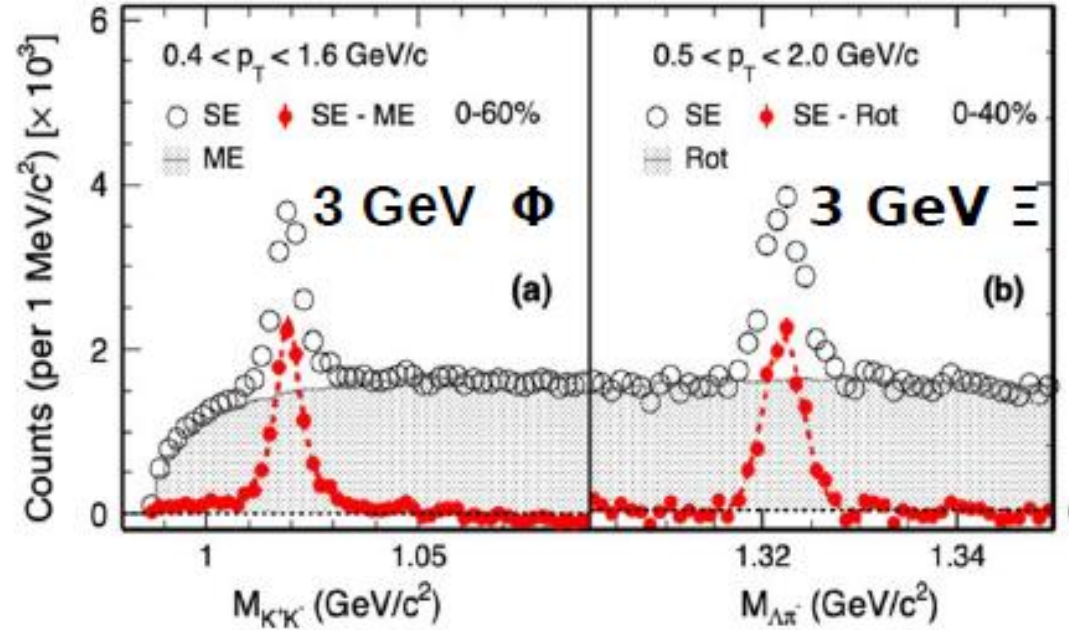 6
4
2
0
Counts (per 1 MeV/c²) [× 10³]
0.4 < p_T < 1.6 GeV/c
SE SE - ME 0-60%
ME
3 GeV Φ
(a)
1 1.05
M_K⁺K⁻ (GeV/c²)
0.5 < p_T < 2.0 GeV/c
SE SE - Rot 0-40%
Rot
3 GeV Ξ
(b)
1.32 1.34
M_Λπ⁻ (GeV/c²)